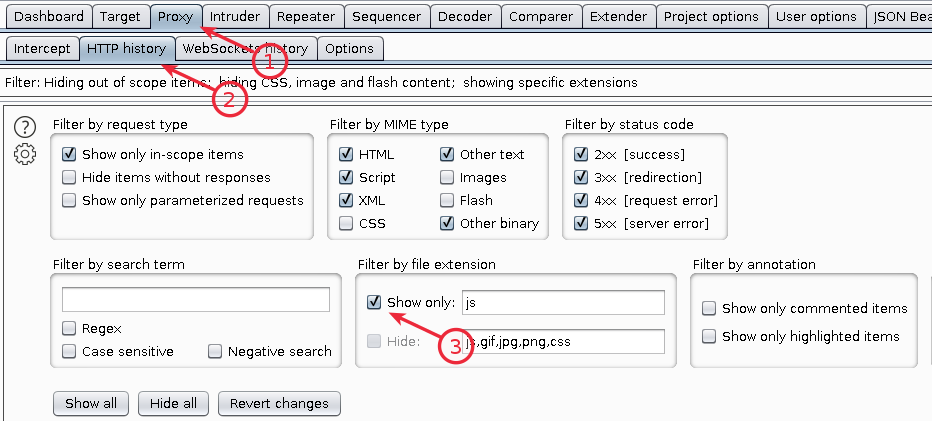 Dashboard Target Proxy Intruder Repeater Sequencer Decoder Comparer Extender Project options User options JSON Bea
1
Intercept HTTP history WebSockets history Options
2
Filter: Hiding out of scope items; hiding CSS, image and flash content; showing specific extensions
?
Filter by request type
Show only in-scope items
Hide items without responses
Show only parameterized requests
Filter by MIME type
HTML Other text
Script Images
XML Flash
CSS Other binary
Filter by status code
2xx [success]
3xx [redirection]
4xx [request error]
5xx [server error]
Filter by search term
Regex
Case sensitive Negative search
Filter by file extension
Show only: js
3
Hide: js,gif,jpg,png,css
Filter by annotation
Show only commented items
Show only highlighted items
Show all Hide all Revert changes